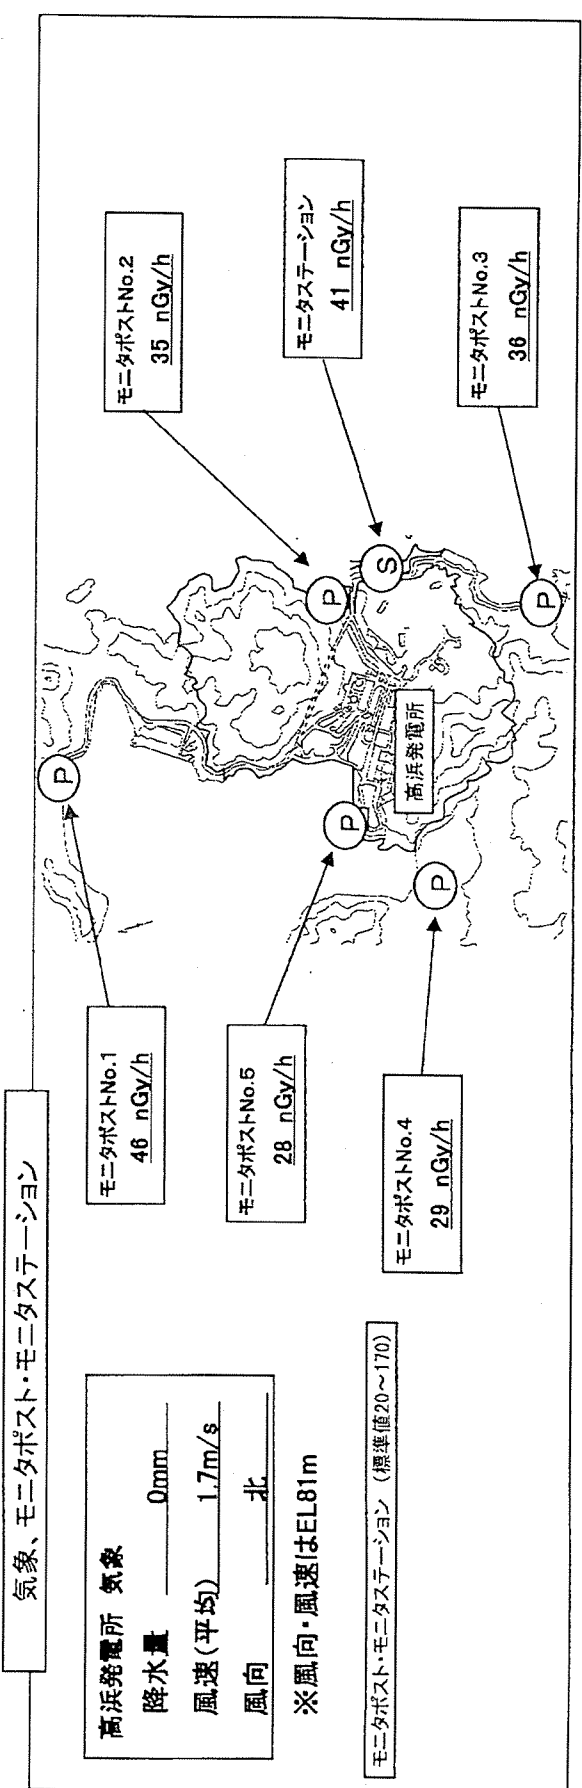 気象、モニタポスト・モニタステーション
高浜発電所 気象
降水量 0mm
風速(平均) 1.7m/s
風向 北
※風向・風速はEL81m
モニタポスト・モニタステーション (標準値20~170)
モニタポストNo.1
46 nGy/h
モニタポストNo.5
28 nGy/h
モニタポストNo.4
29 nGy/h
モニタポストNo.2
35 nGy/h
モニタステーション
41 nGy/h
モニタポストNo.3
36 nGy/h
P
P
P
P
S
P
高浜発電所